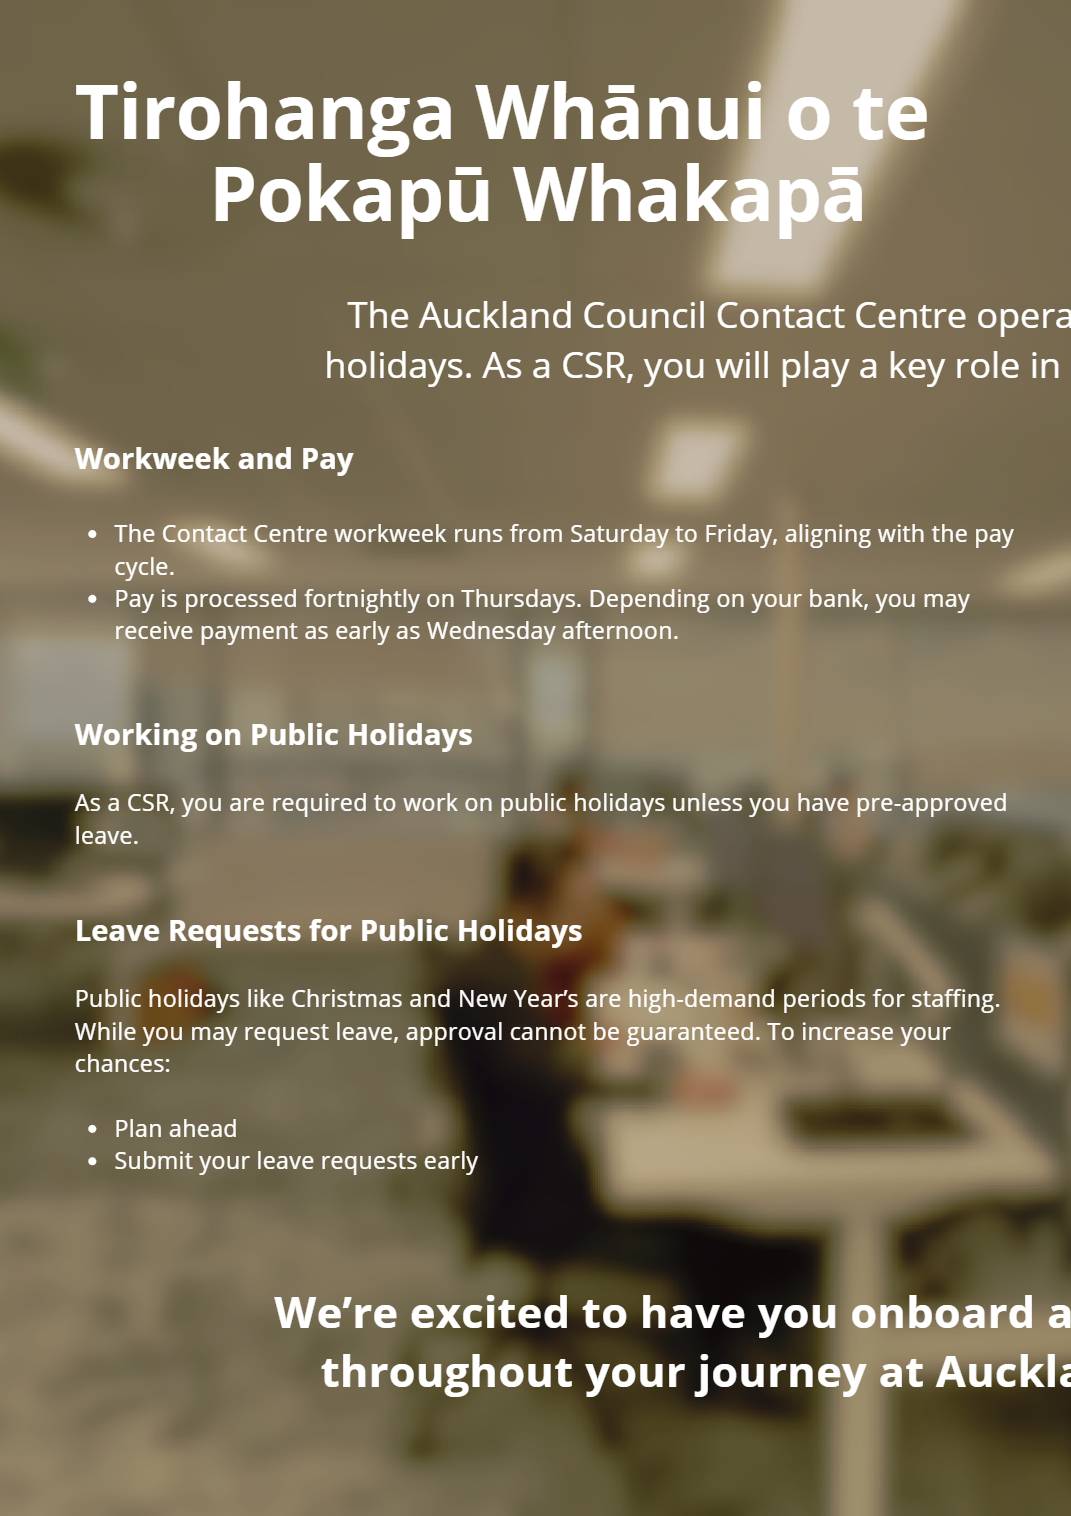 Tirohanga Whānui o te
Pokapū Whakapā
The Auckland Council Contact Centre
holidays. As a CSR, you will play a key role in
Workweek and Pay
• The Contact Centre workweek runs from Saturday to Friday, aligning with the pay
cycle.
• Pay is processed fortnightly on Thursdays. Depending on your bank, you may
receive payment as early as Wednesday afternoon.
Working on Public Holidays
As a CSR, you are required to work on public holidays unless you have pre-approved
leave.
Leave Requests for Public Holidays
Public holidays like Christmas and New Year’s are high-demand periods for staffing.
While you may request leave, approval cannot be guaranteed. To increase your
chances:
• Plan ahead
• Submit your leave requests early
We’re excited to have you onboard
throughout your journey at